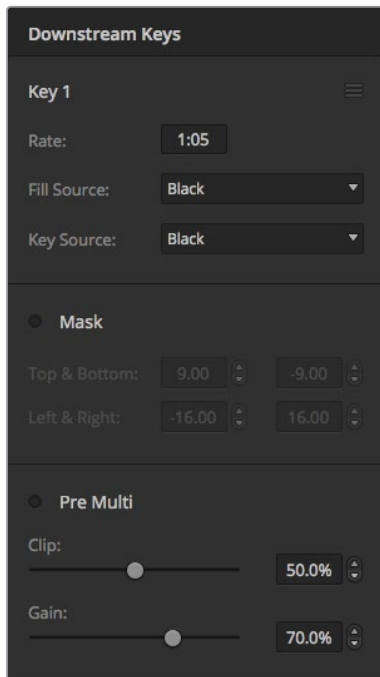 Downstream Keys
Key 1
Rate: 1:05
Fill Source: Black
Key Source: Black
Mask
Top & Bottom: 9.00 -9.00
Left & Right: -16.00 16.00
Pre Multi
Clip:
50.0%
Gain:
70.0%